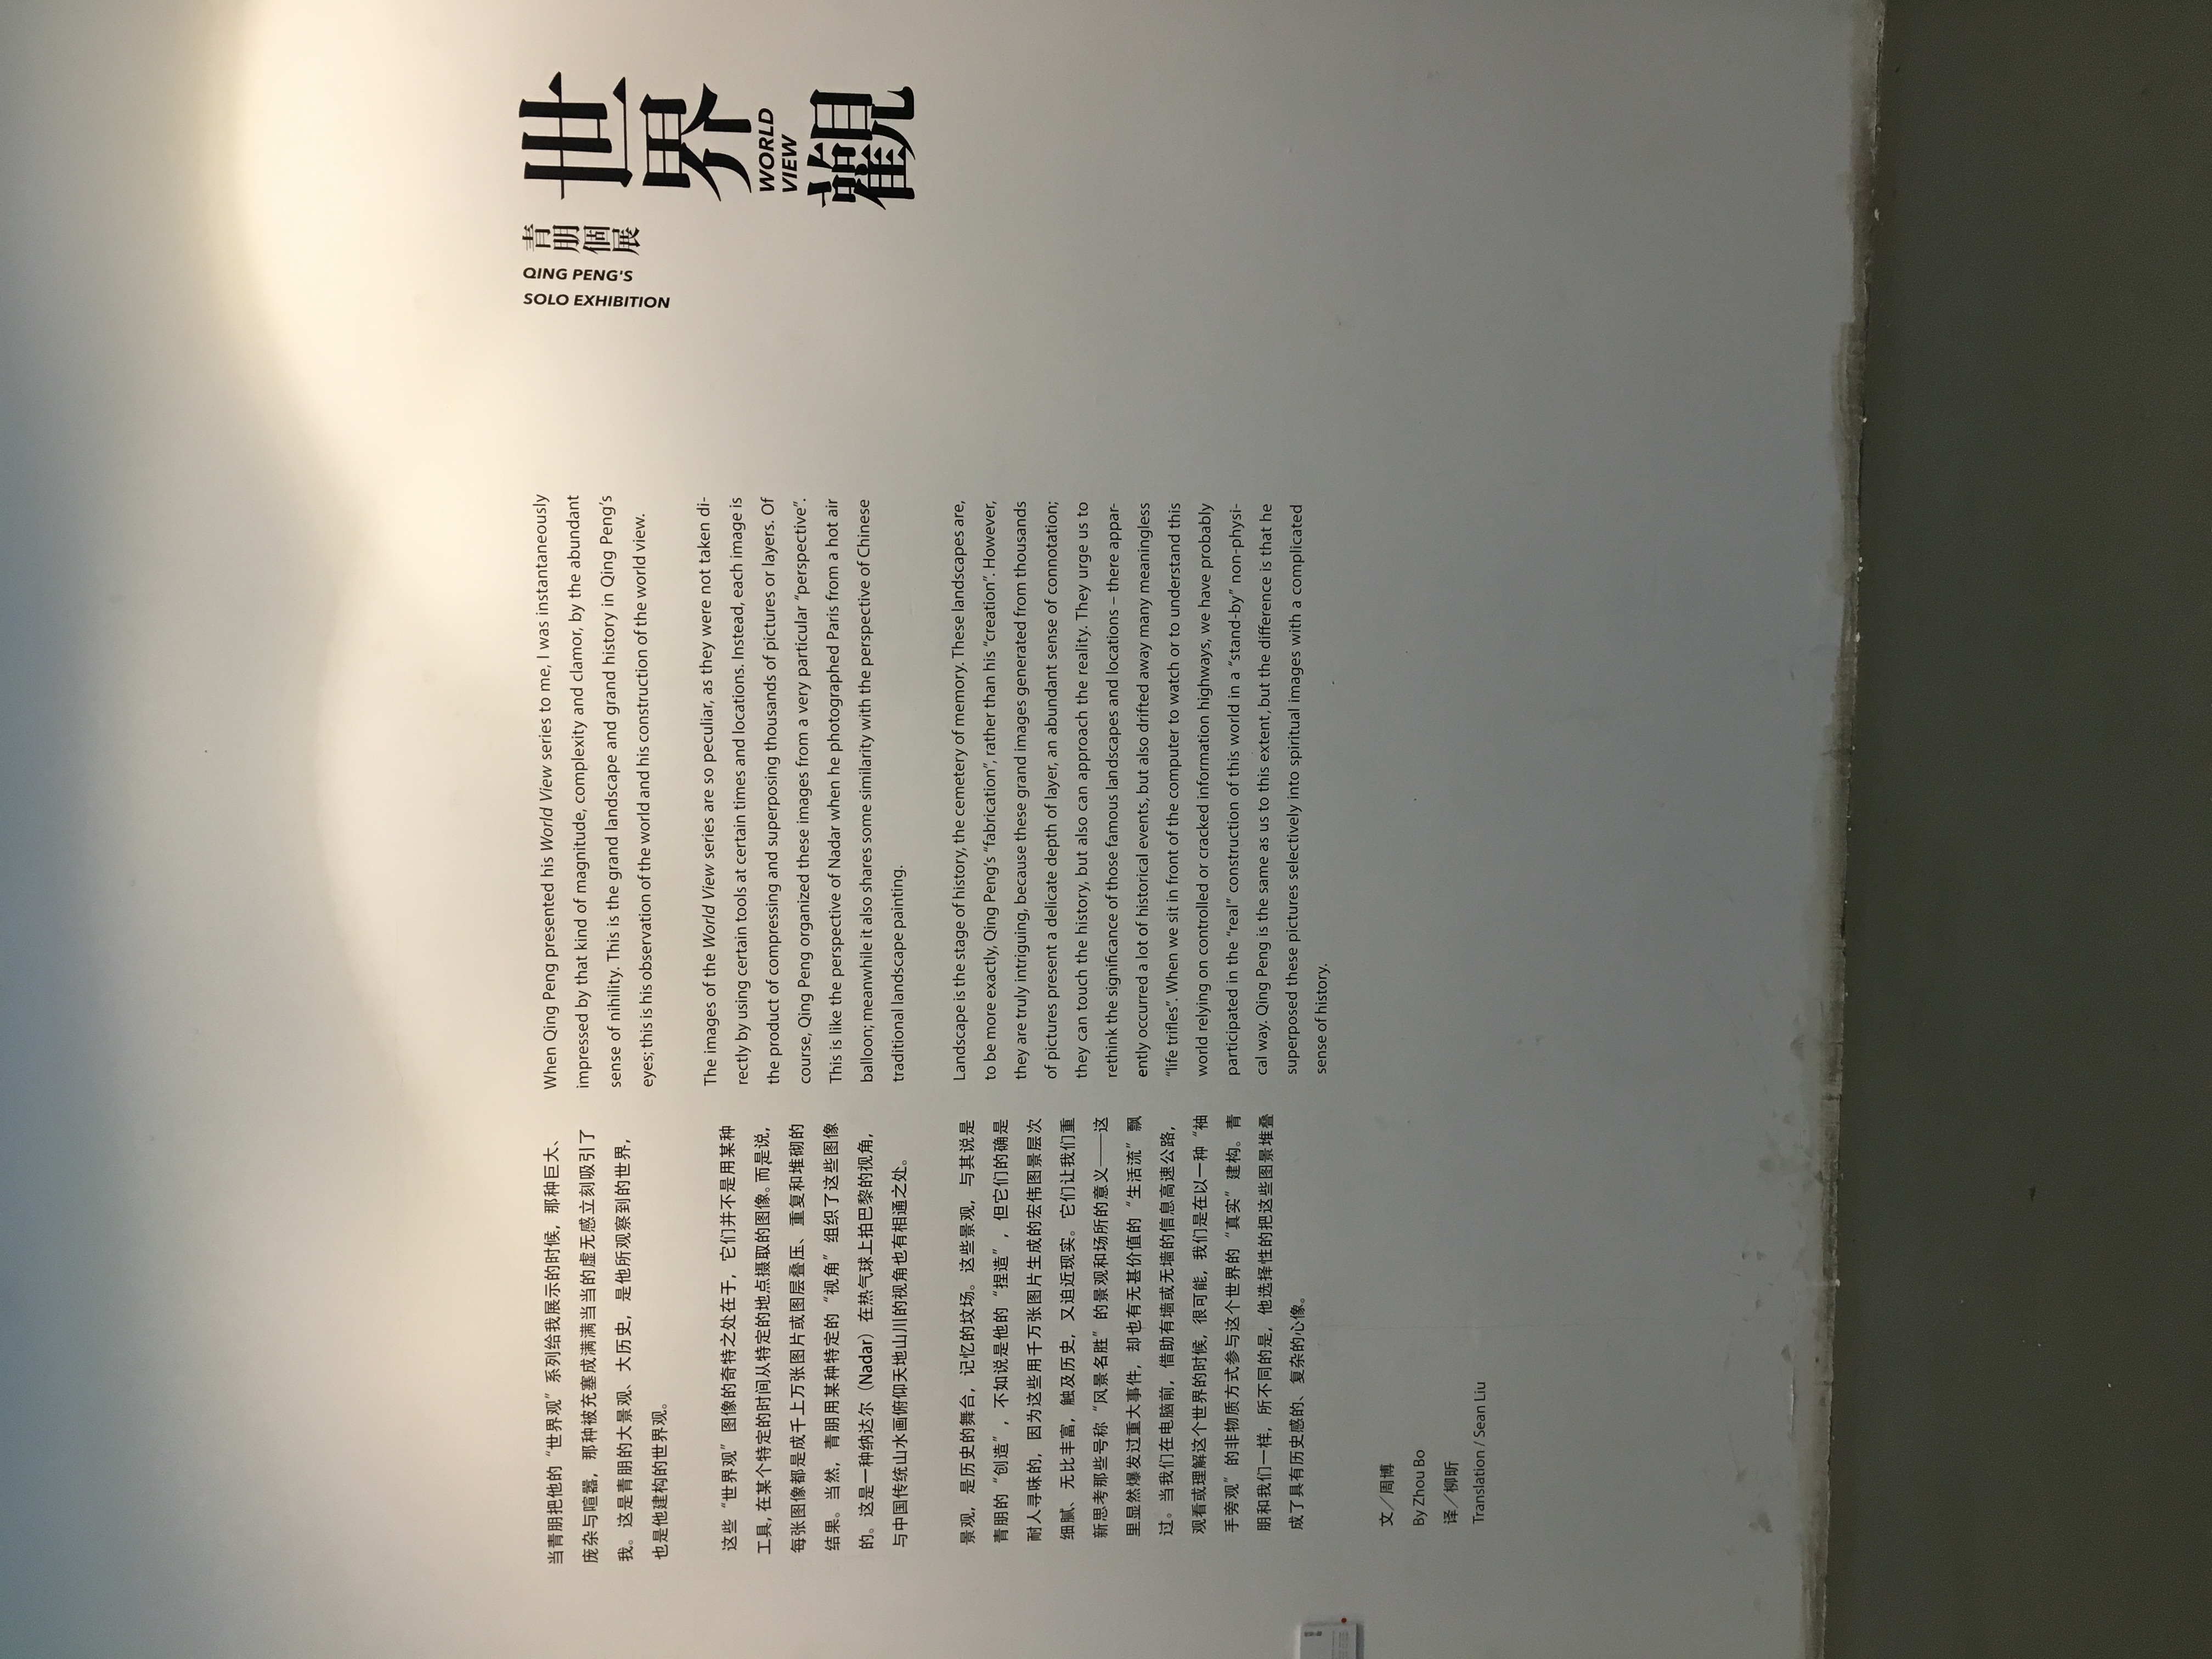 世界
WORLD
VIEW
觀
青朋個展
QING PENG'S
SOLO EXHIBITION
当青朋把他的“世界观”系列给我展示的时候，那种巨大、
庞杂与喧嚣，那种被充塞成满满当当的虚无感立刻吸引了
我。这是青朋的大景观、大历史，是他所观察到的世界，
也是他建构的世界观。
这些“世界观”图像的奇特之处在于，它们并不是用某种
工具，在某个特定的时间从特定的地点摄取的图像。而是说，
每张图像都是成千上万张图片或图层叠压、重复和堆砌的
结果。当然，青朋用某种特定的“视角”组织了这些图像
的。这是一种纳达尔（Nadar）在热气球上拍巴黎的视角，
与中国传统山水画俯仰天地山川的视角也有相通之处。
景观，是历史的舞台，记忆的坟场。这些景观，与其说是
青朋的“创造”，不如说是他的“捏造”，但它们的确是
耐人寻味的，因为这些用千万张图片生成的宏伟图景层次
细腻、无比丰富，触及历史，又迫近现实。它们让我们重
新思考那些号称“风景名胜”的景观和场所的意义——这
里显然爆发过重大事件，却也有无甚价值的“生活流”飘
过。当我们在电脑前，借助有墙或无墙的信息高速公路，
观看或理解这个世界的时候，很可能，我们是在以一种“袖
手旁观”的非物质方式参与这个世界的“真实”建构。青
朋和我们一样，所不同的是，他选择性的把这些图景堆叠
成了具有历史感的、复杂的心像。
文／周博
By Zhou Bo
译／柳昕
Translation / Sean Liu
When Qing Peng presented his World View series to me, I was instantaneously
impressed by that kind of magnitude, complexity and clamor, by the abundant
sense of nihility. This is the grand landscape and grand history in Qing Peng's
eyes; this is his observation of the world and his construction of the world view.
The images of the World View series are so peculiar, as they were not taken di-
rectly by using certain tools at certain times and locations. Instead, each image is
the product of compressing and superposing thousands of pictures or layers. Of
course, Qing Peng organized these images from a very particular “perspective”.
This is like the perspective of Nadar when he photographed Paris from a hot air
balloon; meanwhile it also shares some similarity with the perspective of Chinese
traditional landscape painting.
Landscape is the stage of history, the cemetery of memory. These landscapes are,
to be more exactly, Qing Peng's “fabrication”, rather than his “creation”. However,
they are truly intriguing, because these grand images generated from thousands
of pictures present a delicate depth of layer, an abundant sense of connotation;
they can touch the history, but also can approach the reality. They urge us to
rethink the significance of those famous landscapes and locations – there appar-
ently occurred a lot of historical events, but also drifted away many meaningless
“life trifles”. When we sit in front of the computer to watch or to understand this
world relying on controlled or cracked information highways, we have probably
participated in the “real” construction of this world in a “stand-by” non-physi-
cal way. Qing Peng is the same as us to this extent, but the difference is that he
superposed these pictures selectively into spiritual images with a complicated
sense of history.